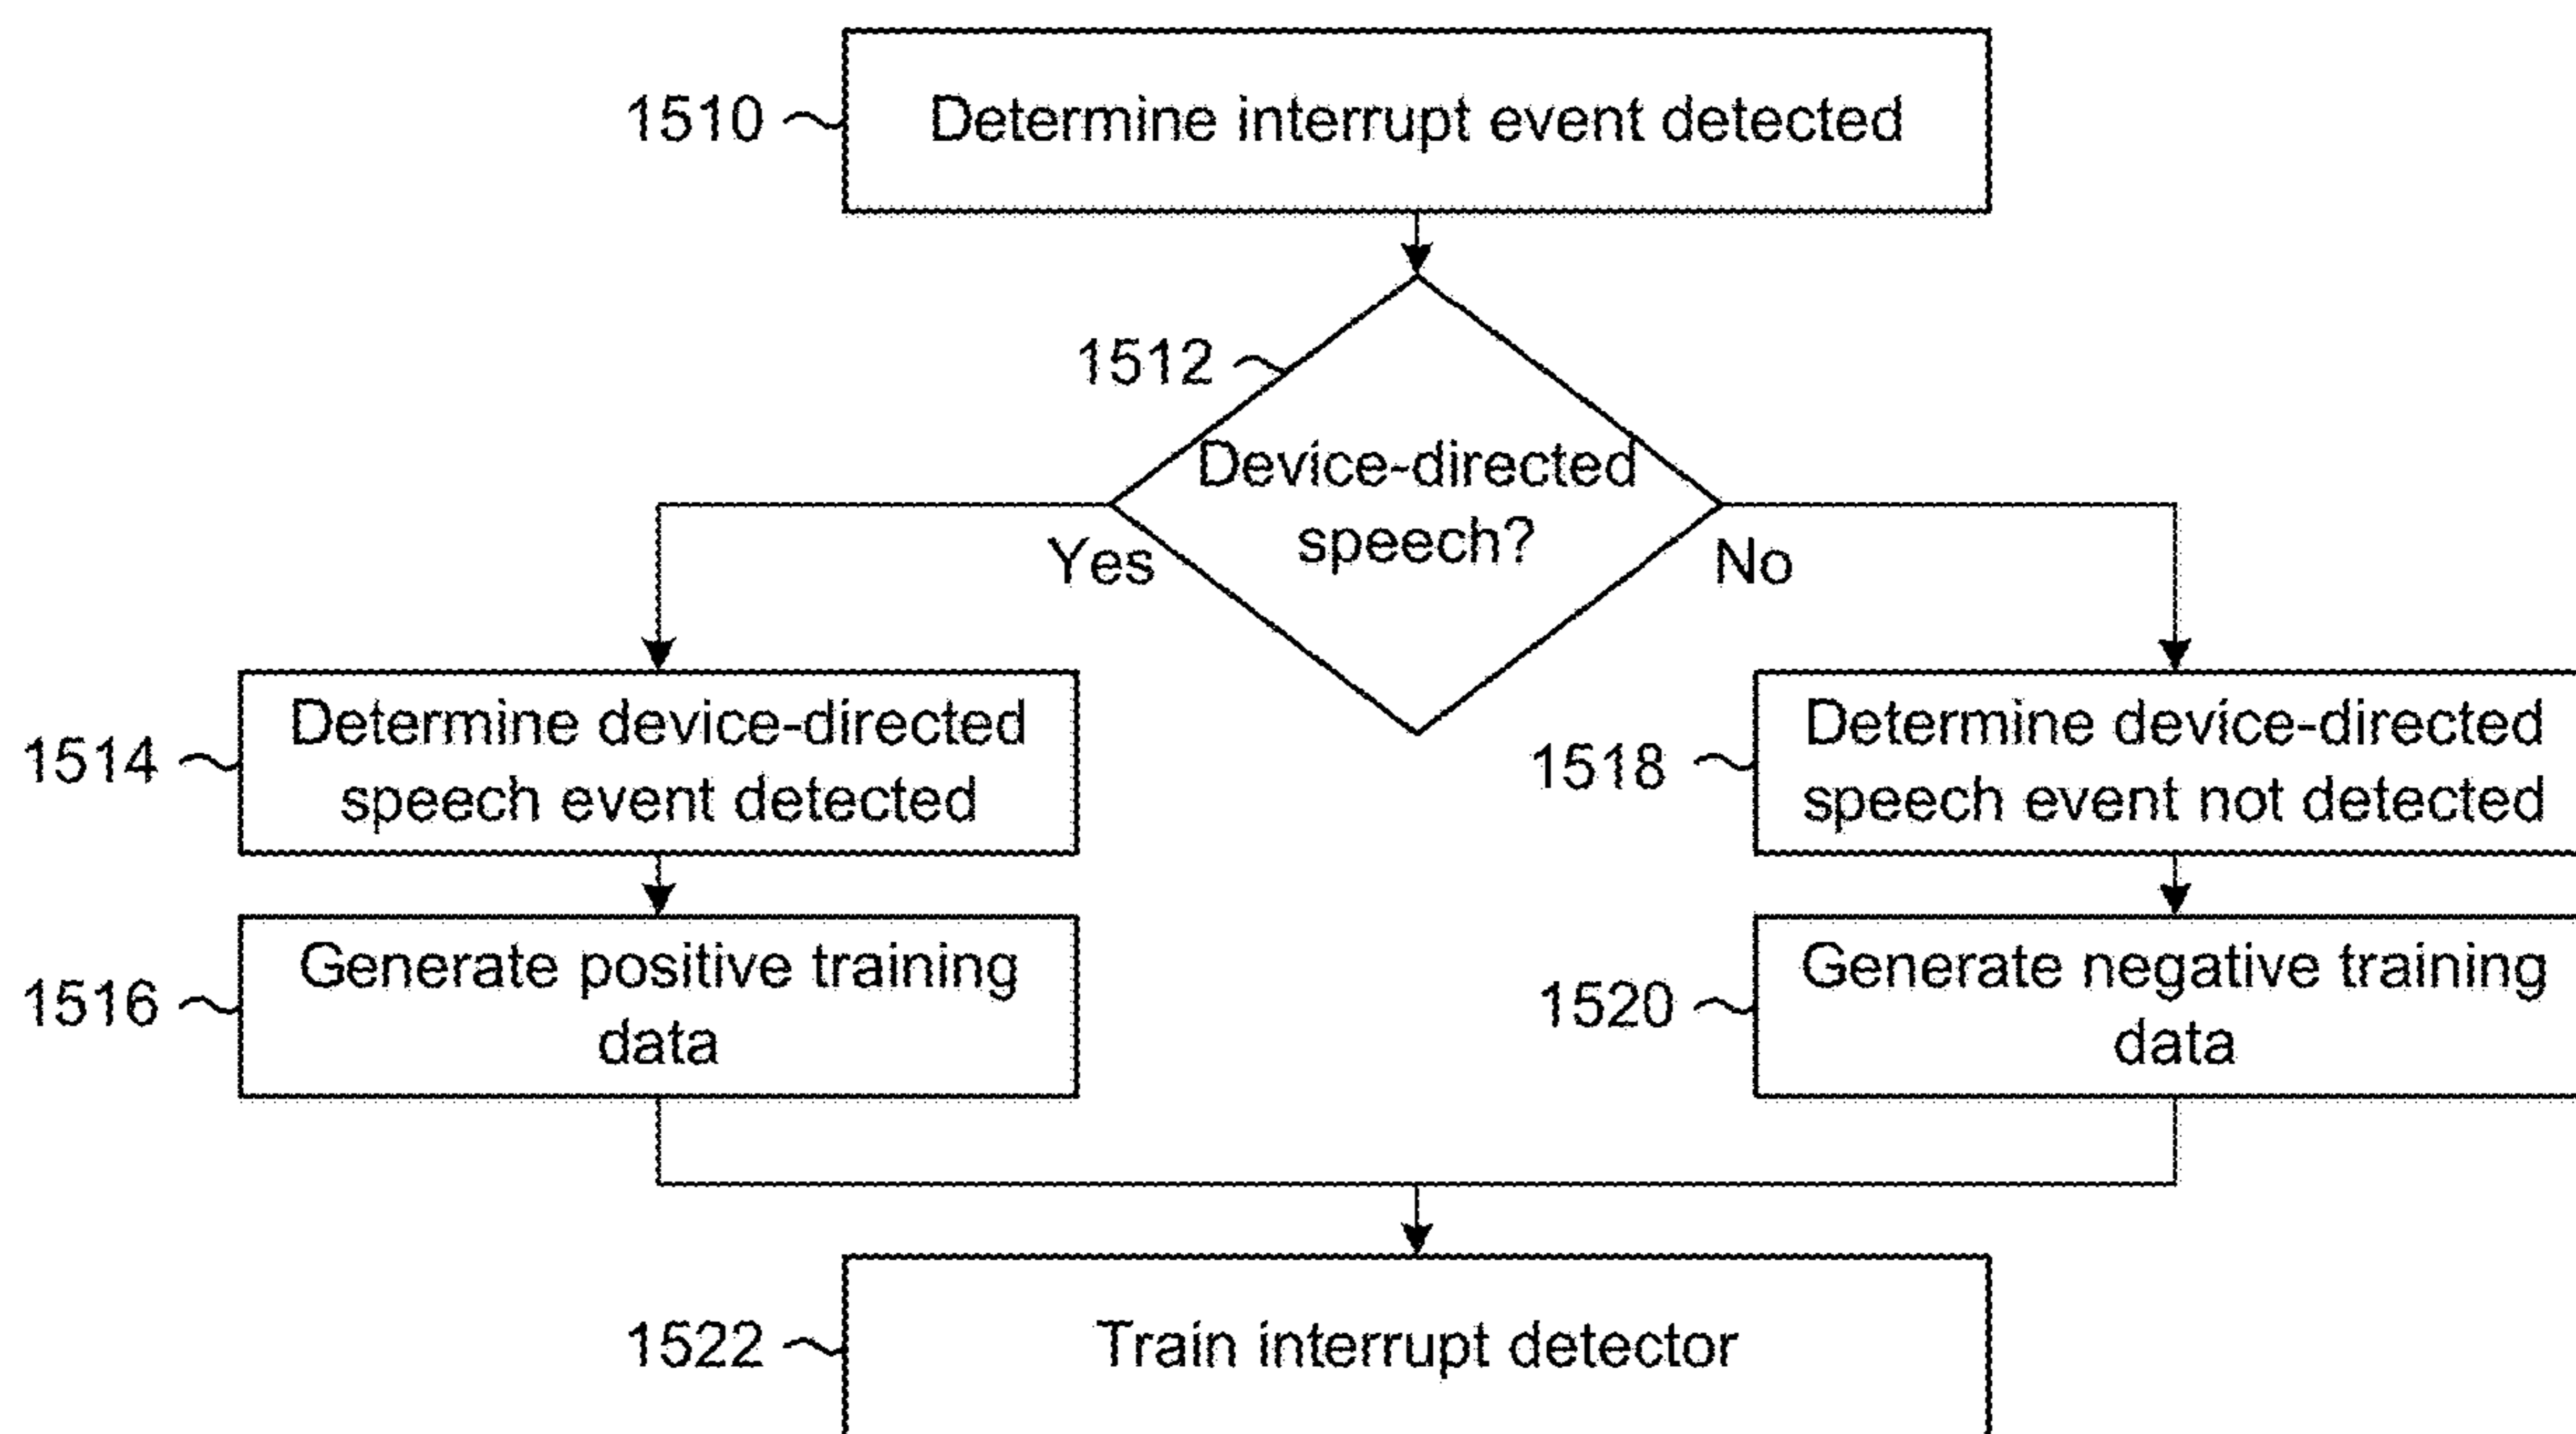 1510
Determine interrupt event detected
1512
Device-directed
speech?
Yes
No
1514
Determine device-directed
speech event detected
1518
Determine device-directed
speech event not detected
1516
Generate positive training
data
1520
Generate negative training
data
1522
Train interrupt detector